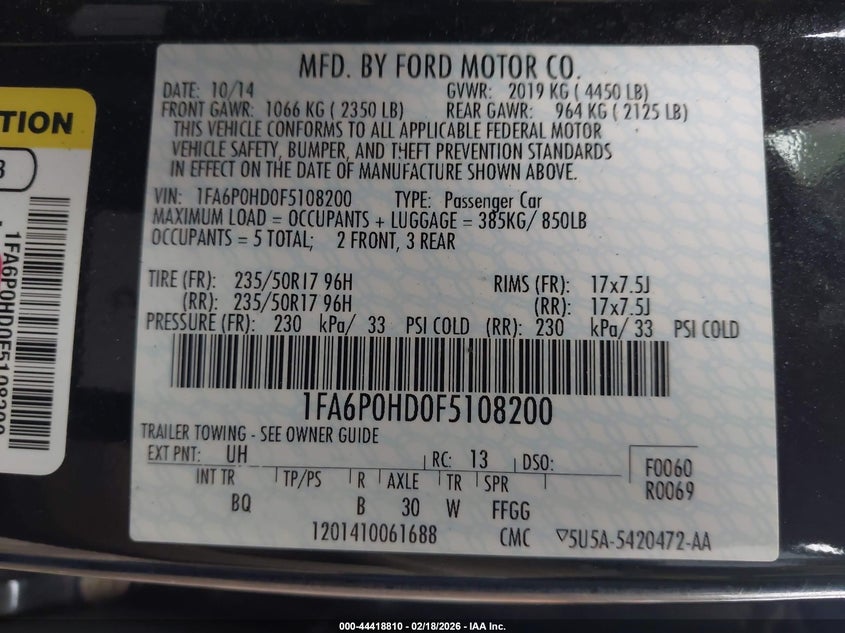 MFD. BY FORD MOTOR CO.
DATE: 10/14 GVWR: 2019 KG ( 4450 LB)
FRONT GAWR: 1066 KG ( 2350 LB) REAR GAWR: 964 KG ( 2125 LB)
THIS VEHICLE CONFORMS TO ALL APPLICABLE FEDERAL MOTOR
VEHICLE SAFETY, BUMPER, AND THEFT PREVENTION STANDARDS
IN EFFECT ON THE DATE OF MANUFACTURE SHOWN ABOVE.
VIN: 1FA6P0HD0F5108200 TYPE: Passenger Car
MAXIMUM LOAD = OCCUPANTS + LUGGAGE = 385KG/ 850LB
OCCUPANTS = 5 TOTAL; 2 FRONT, 3 REAR
TIRE (FR): 235/50R17 96H RIMS (FR): 17x7.5J
(RR): 235/50R17 96H (RR): 17x7.5J
PRESSURE (FR): 230 kPa/ 33 PSI COLD (RR): 230 kPa/ 33 PSI COLD
1FA6P0HD0F5108200
TRAILER TOWING - SEE OWNER GUIDE
EXT PNT: UH RC: 13 DSO: F0060
INT TR TP/PS R AXLE TR SPR R0069
BQ B 30 W FFGG
1201410061688 CMC ▽5U5A-5420472-AA
TION
1FA6P0HD0F5108200
000-44418810 - 02/18/2026 - IAA Inc.